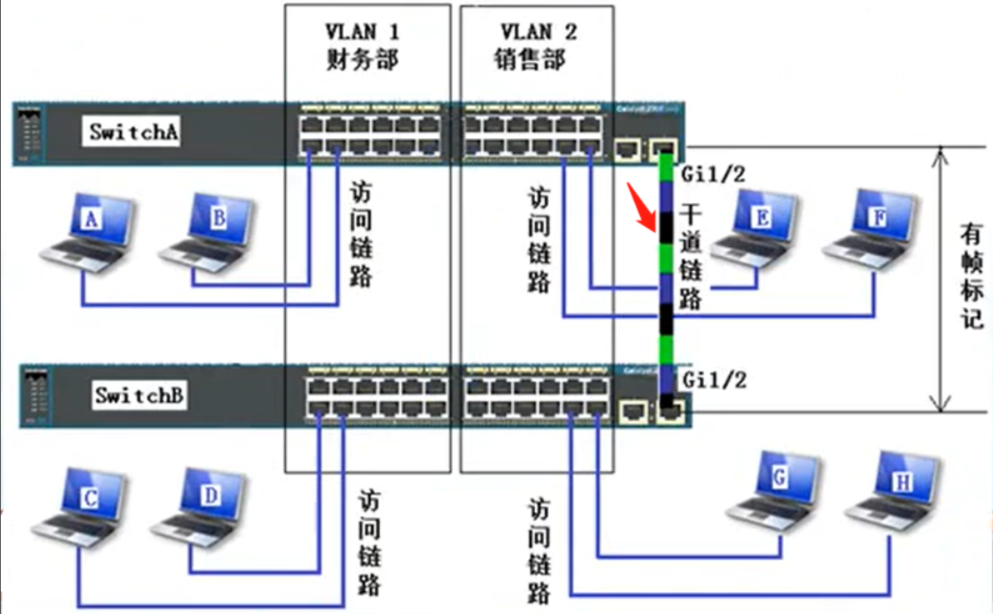 VLAN 1
财务部
VLAN 2
销售部
SwitchA
Gi1/2
A
B
访问链路
访问链路
干道链路
E
F
有帧标记
SwitchB
Gi1/2
C
D
访问链路
访问链路
G
H